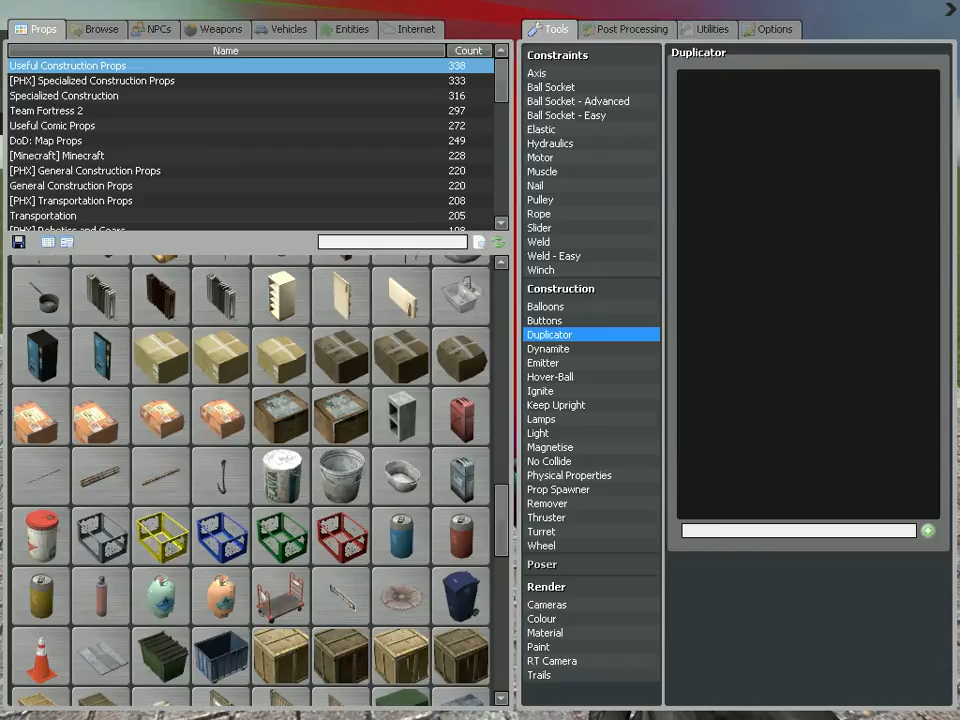 Props Browse NPCs Weapons Vehicles Entities Internet
Name Count
Useful Construction Props 338
[PHX] Specialized Construction Props 333
Specialized Construction 316
Team Fortress 2 297
Useful Comic Props 272
DoD: Map Props 249
[Minecraft] Minecraft 228
[PHX] General Construction Props 220
General Construction Props 220
[PHX] Transportation Props 208
Transportation 205
[PHX] Robotics and Gears 198
Tools Post Processing Utilities Options
Constraints
Axis
Ball Socket
Ball Socket - Advanced
Ball Socket - Easy
Elastic
Hydraulics
Motor
Muscle
Nail
Pulley
Rope
Slider
Weld
Weld - Easy
Winch
Construction
Balloons
Buttons
Duplicator
Dynamite
Emitter
Hover-Ball
Ignite
Keep Upright
Lamps
Light
Magnetise
No Collide
Physical Properties
Prop Spawner
Remover
Thruster
Turret
Wheel
Poser
Render
Cameras
Colour
Material
Paint
RT Camera
Trails
Duplicator